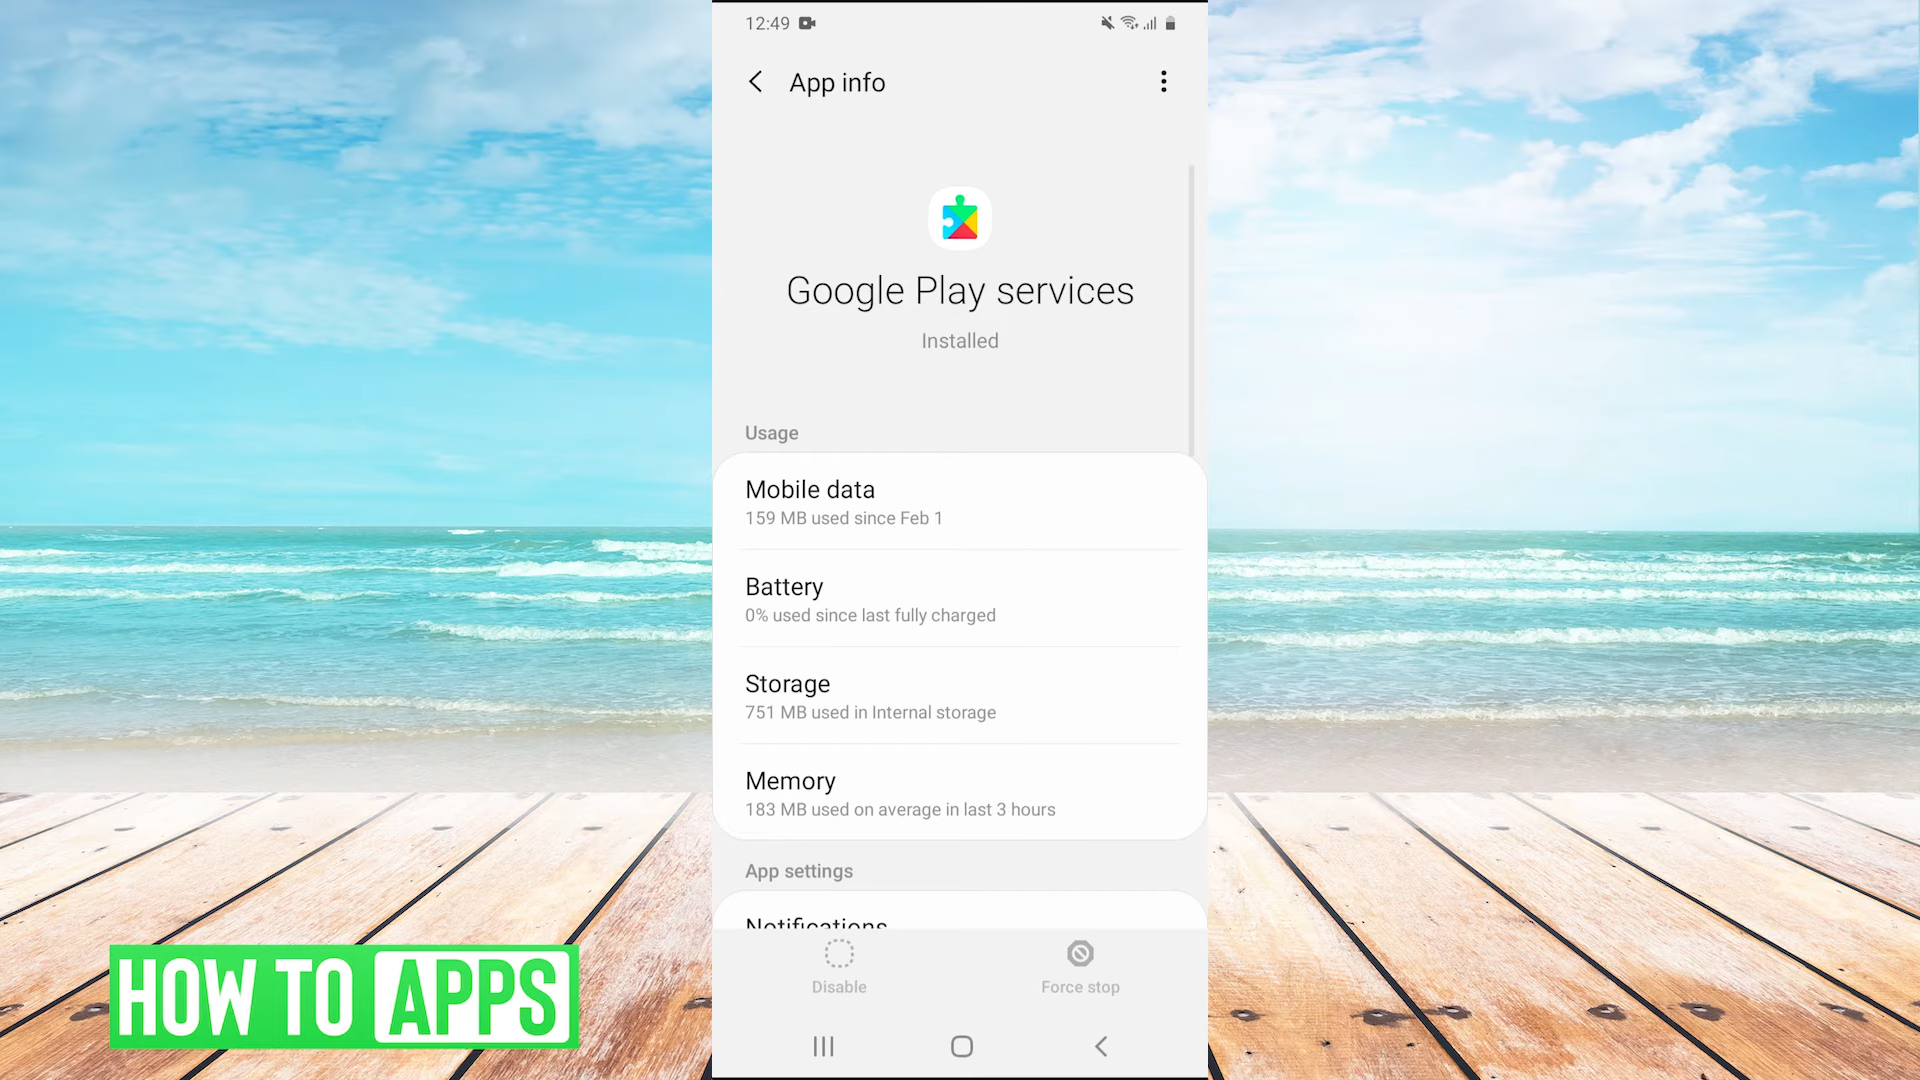 12:49
App info
Google Play services
Installed
Usage
Mobile data
159 MB used since Feb 1
Battery
0% used since last fully charged
Storage
751 MB used in Internal storage
Memory
183 MB used on average in last 3 hours
App settings
Notifications
Disable
Force stop
HOW TO APPS